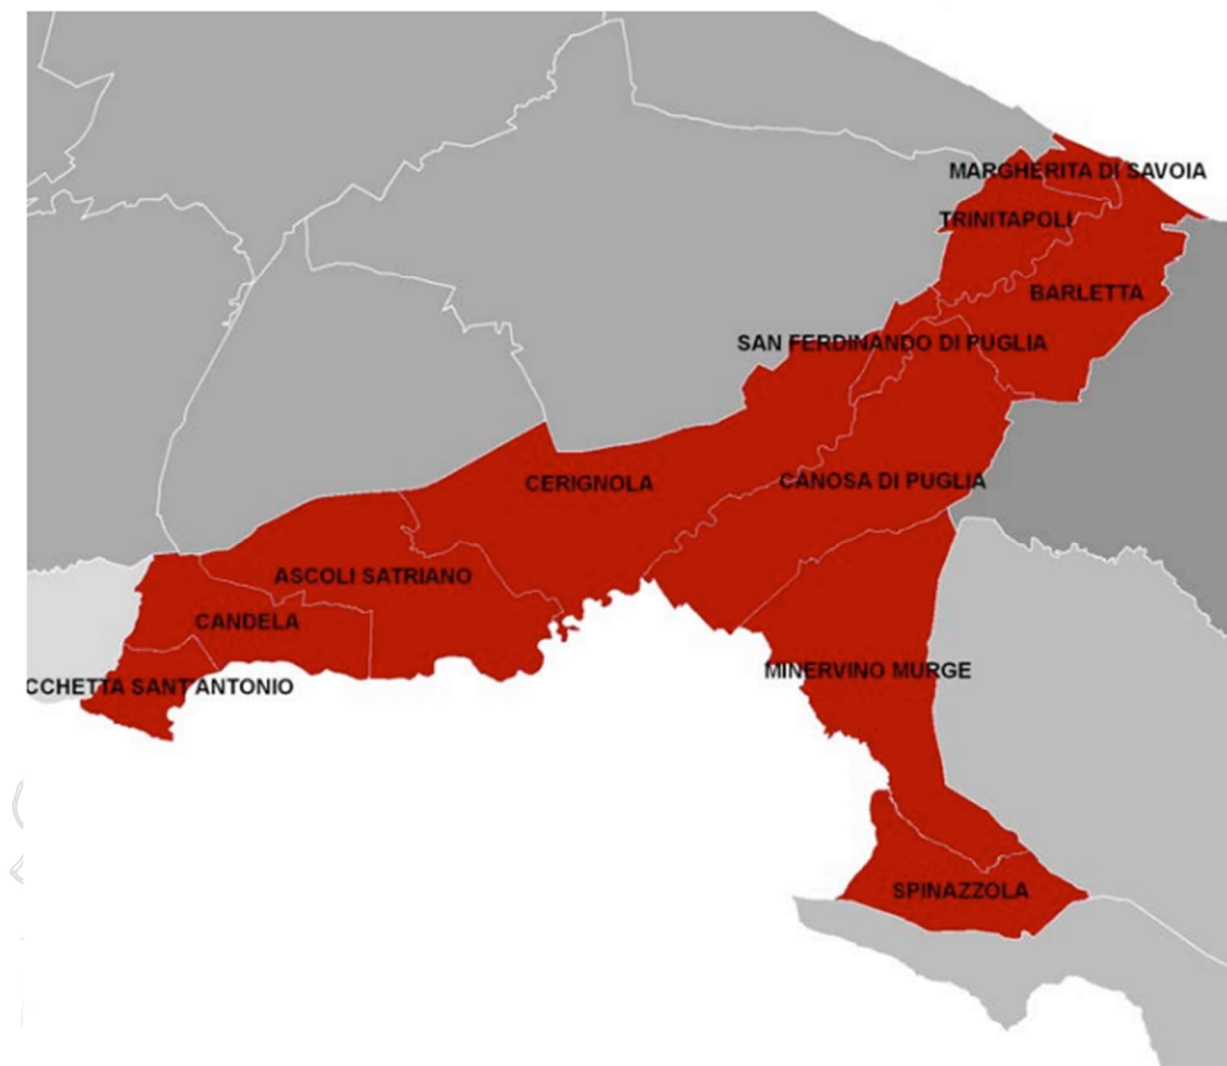 MARGHERITA DI SAVOIA
TRINITAPOLI
BARLETTA
SAN FERDINANDO DI PUGLIA
CERIGNOLA
CANOSA DI PUGLIA
ASCOLI SATRIANO
CANDELA
MINERVINO MURGE
CCHETTA SANT'ANTONIO
SPINAZZOLA